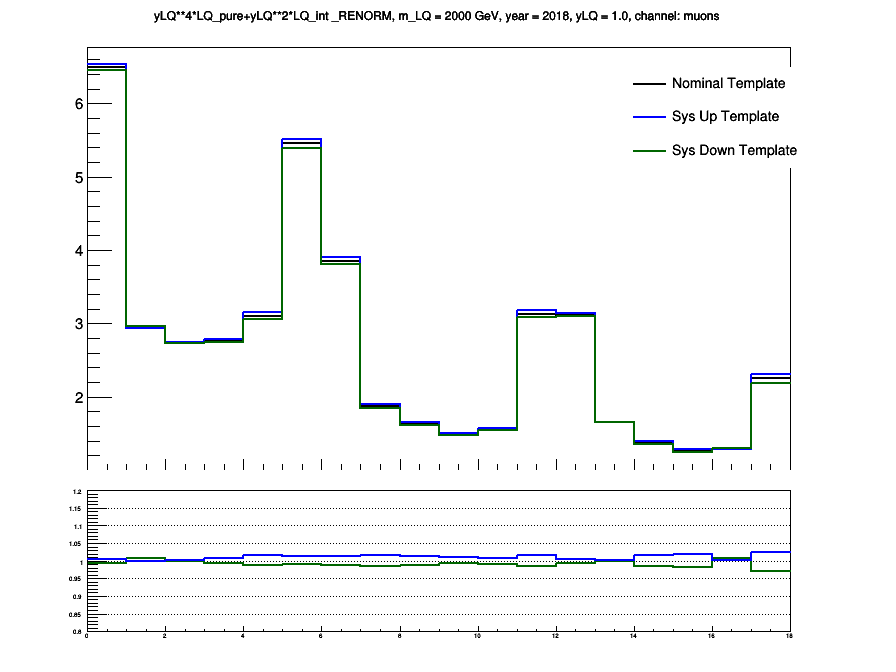 yLQ**4*LQ_pure+yLQ**2*LQ_int _RENORM, m_LQ = 2000 GeV, year = 2018, yLQ = 1.0, channel: muons
Nominal Template
Sys Up Template
Sys Down Template
6
5
4
3
2
1.2
1.15
1.1
1.05
1
0.95
0.9
0.85
0.8
0 2 4 6 8 10 12 14 16 18